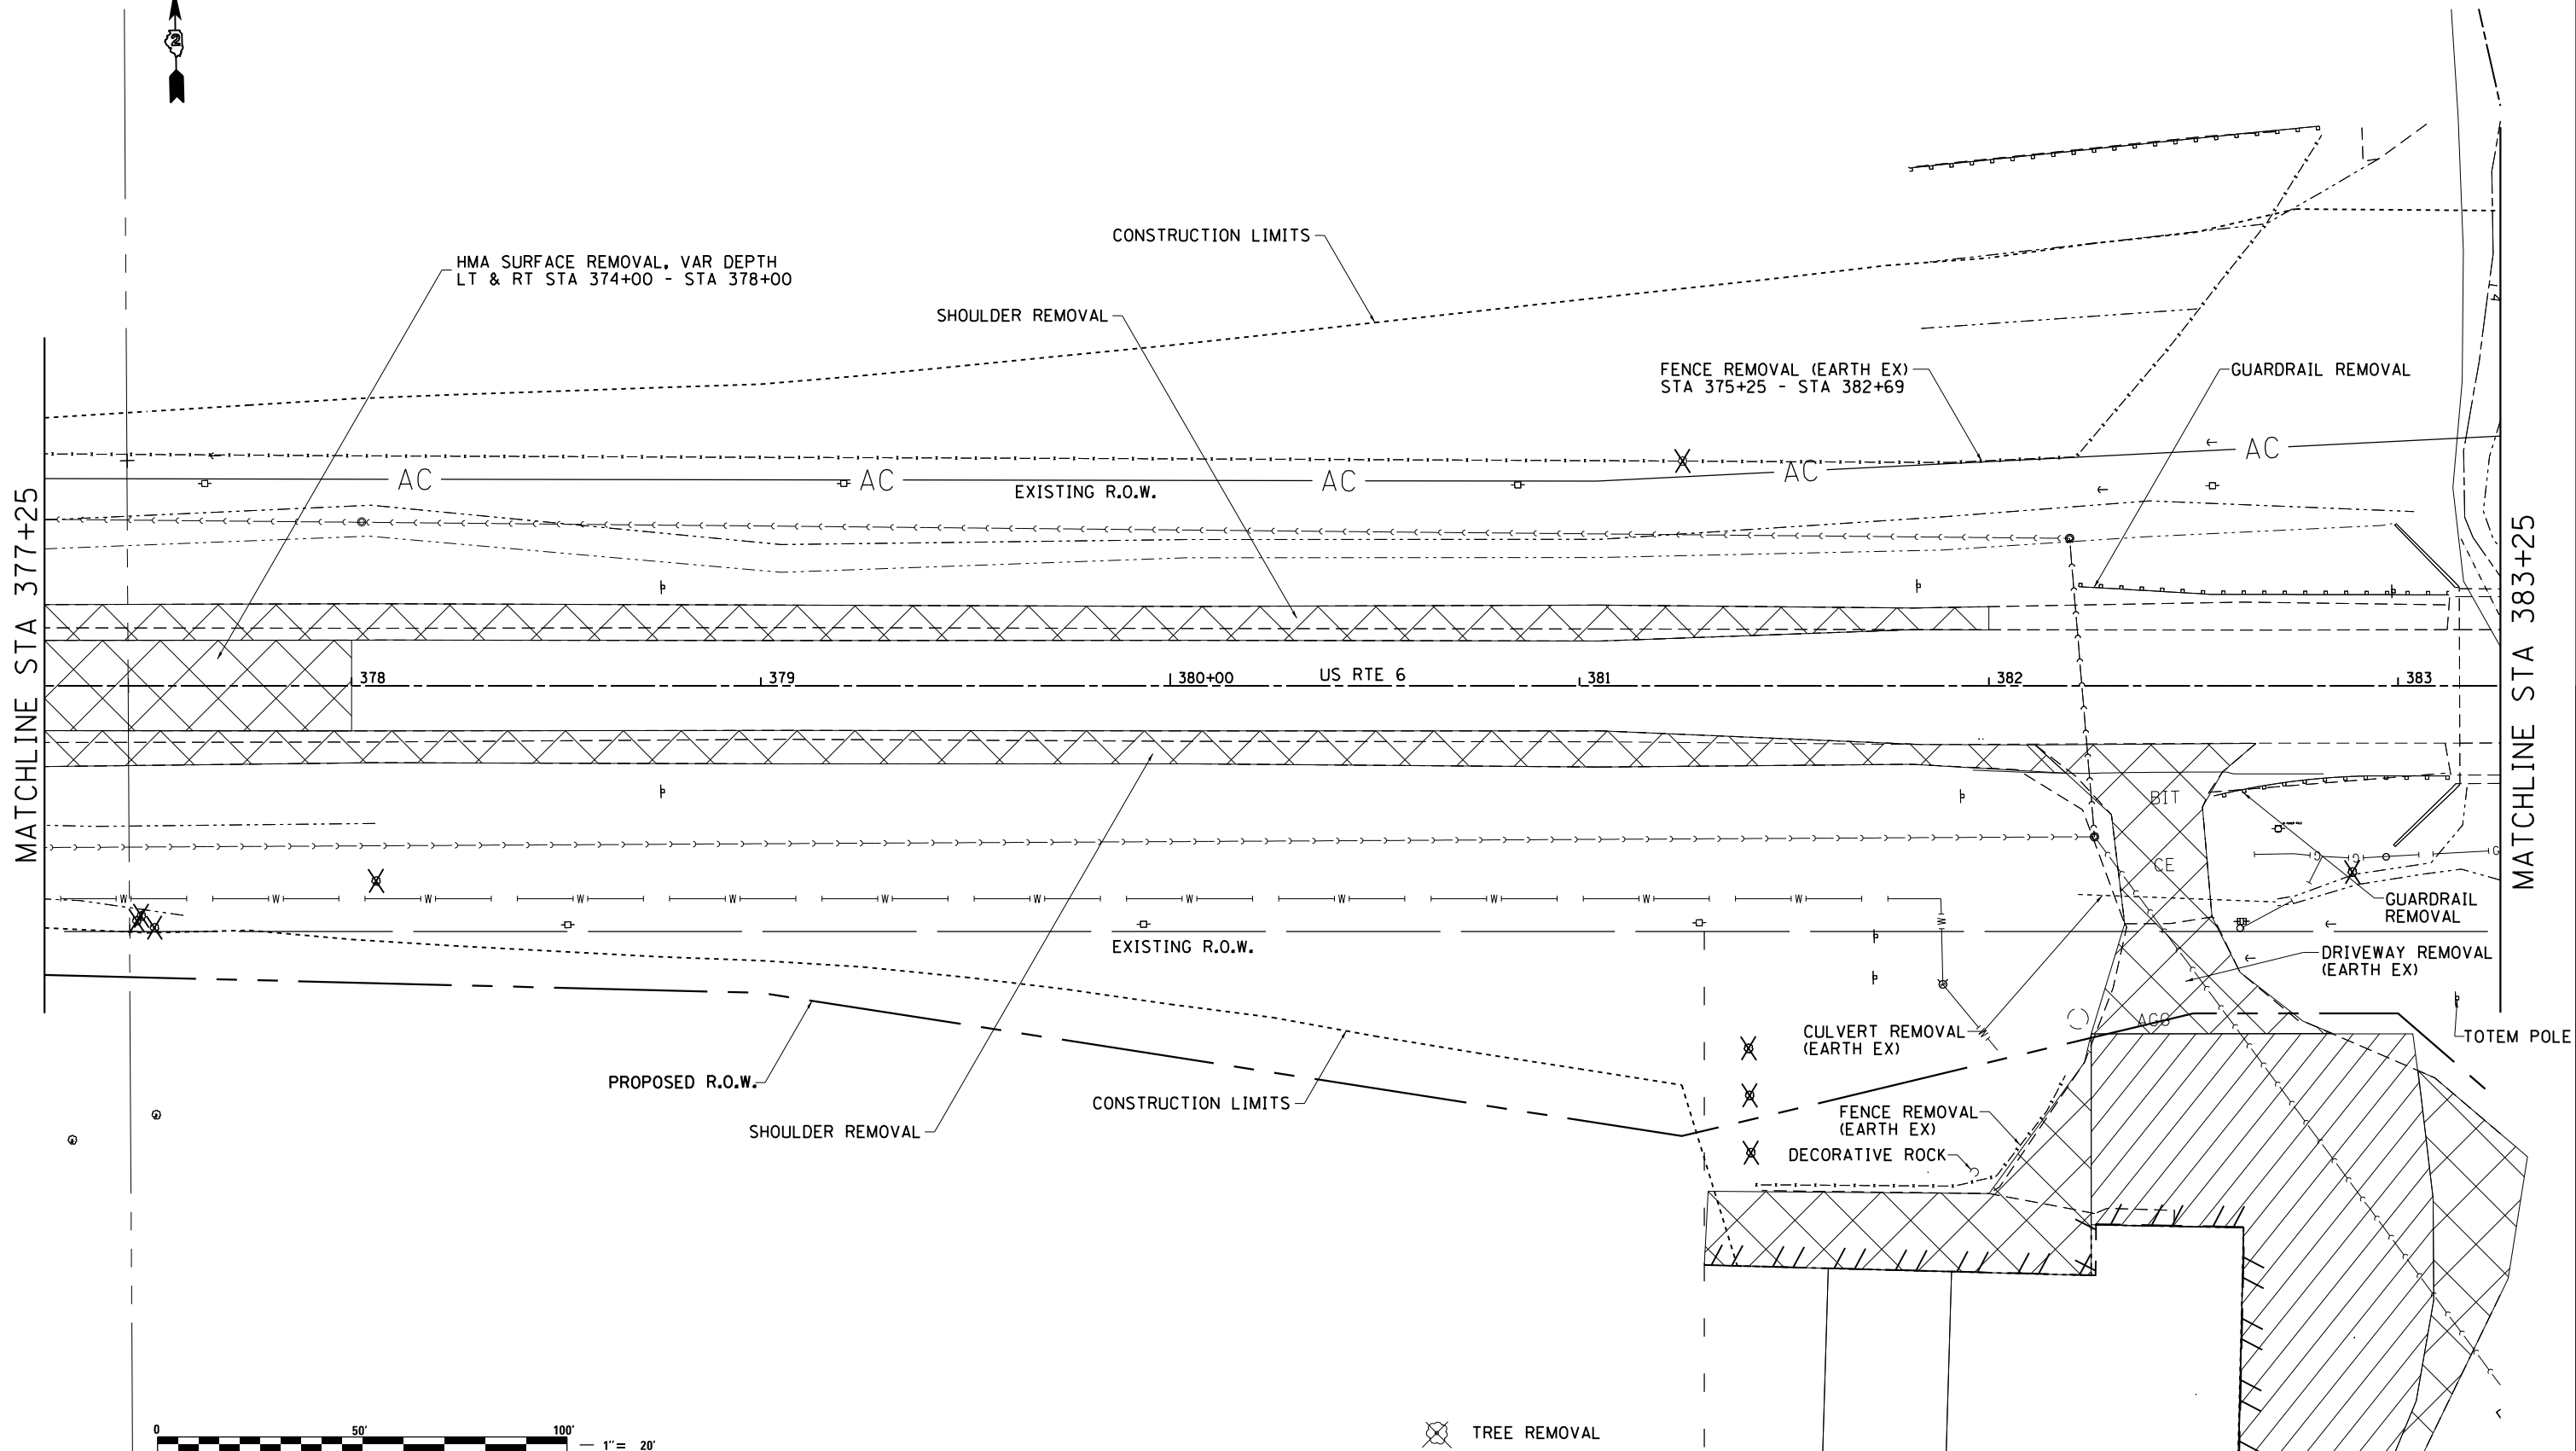 2
CONSTRUCTION LIMITS
HMA SURFACE REMOVAL, VAR DEPTH
LT & RT STA 374+00 - STA 378+00
SHOULDER REMOVAL
FENCE REMOVAL (EARTH EX)
STA 375+25 - STA 382+69
GUARDRAIL REMOVAL
AC
AC
AC
AC
AC
EXISTING R.O.W.
MATCHLINE STA 377+25
MATCHLINE STA 383+25
378
379
380+00
US RTE 6
381
382
383
BIT
CE
G
G
G
W
W
W
W
W
W
W
W
W
W
W
W
W
W
GUARDRAIL
REMOVAL
EXISTING R.O.W.
DRIVEWAY REMOVAL
(EARTH EX)
AGG
CULVERT REMOVAL
(EARTH EX)
TOTEM POLE
PROPOSED R.O.W.
CONSTRUCTION LIMITS
FENCE REMOVAL
(EARTH EX)
SHOULDER REMOVAL
DECORATIVE ROCK
0 50' 100'
1"= 20'
TREE REMOVAL